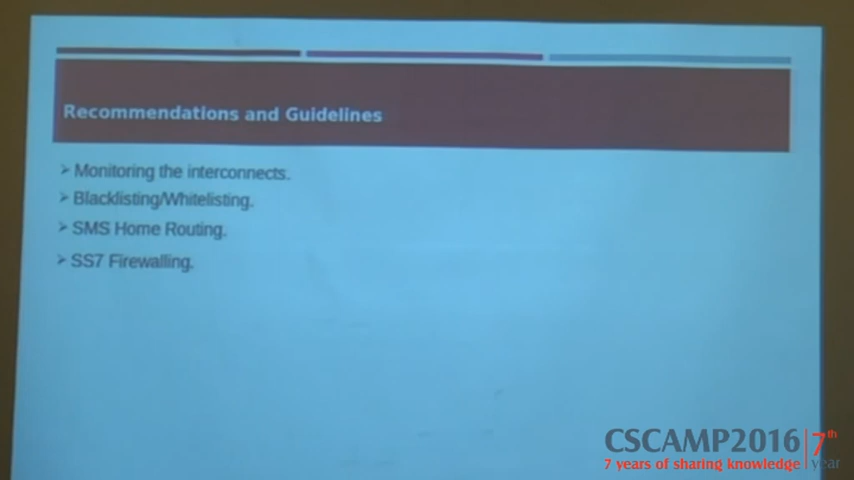 Recommendations and Guidelines
➢ Monitoring the interconnects.
➢ Blacklisting/Whitelisting.
➢ SMS Home Routing.
➢ SS7 Firewalling.
CSCAMP2016 7th
7 years of sharing knowledge year